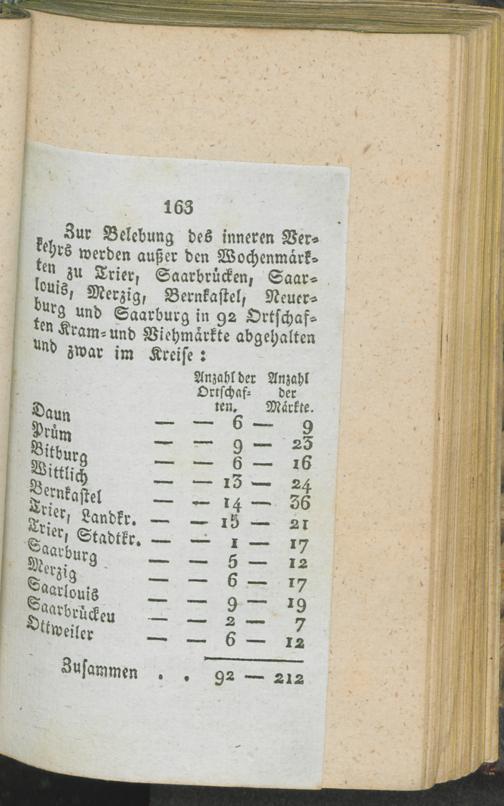 163
Zur Belebung des inneren Ver⸗
kehrs werden außer den Wochenmärk⸗
ten zu Trier, Saarbrücken, Saar⸗
louis, Merzig, Bernkastel, Neuer⸗
burg und Saarburg in 92 Ortschaf⸗
ten Kram⸗ und Viehmärkte abgehalten
und zwar im Kreise:
Anzahl der Anzahl
Ortschaf⸗ der
ten. Märkte.
Daun — — 6 — 9
Prüm — — 9 — 23
Bitburg — — 6 — 16
Wittlich — — 13 — 24
Bernkastel — — 14 — 36
Trier, Landkr. — — 15 — 21
Trier, Stadtkr. — — 1 — 17
Saarburg — — 5 — 12
Merzig — — 6 — 17
Saarlouis — — 9 — 19
Saarbrücken — — 2 — 7
Ottweiler — — 6 — 12
Zusammen . . 92 — 212